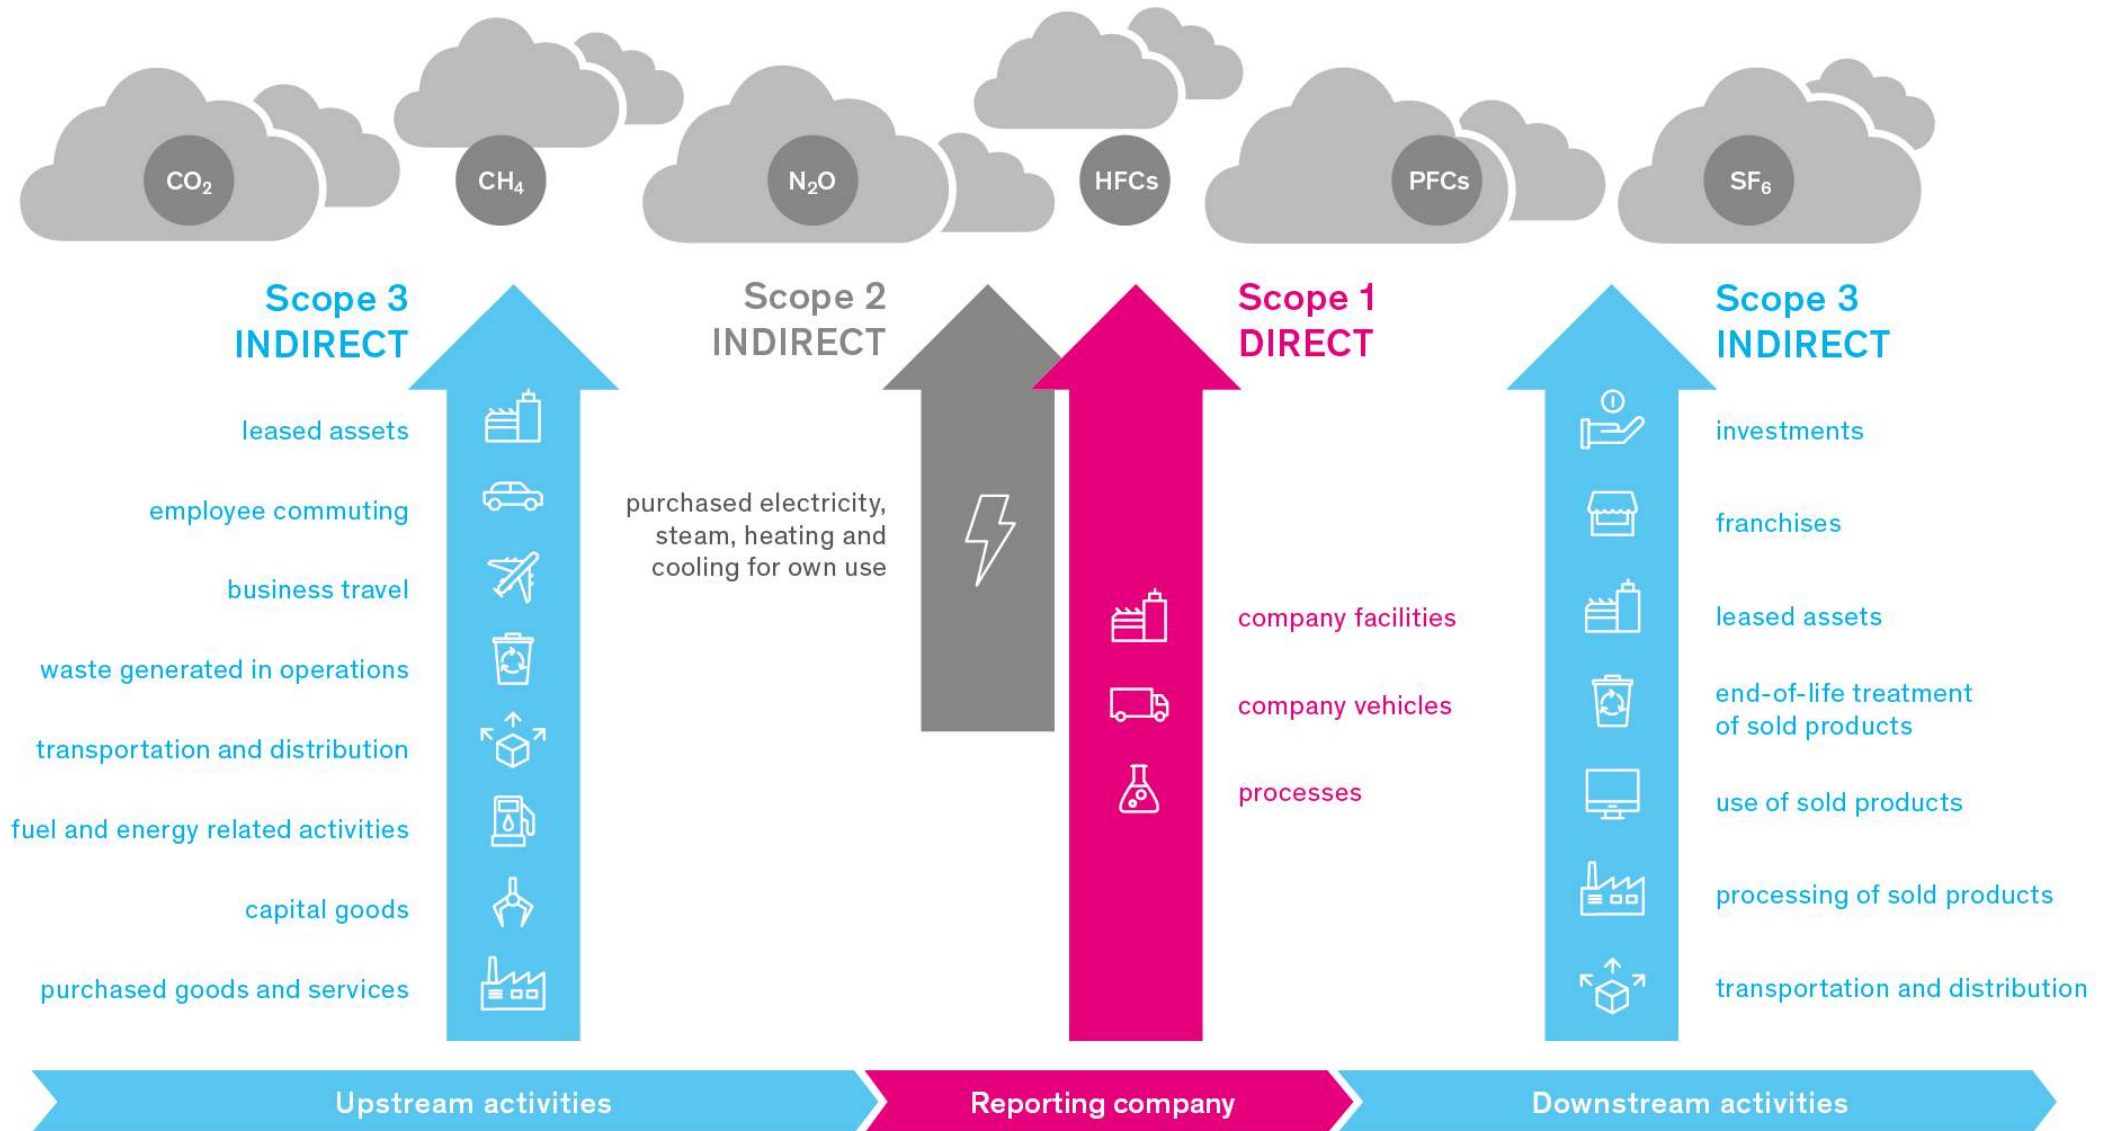 CO₂
CH₄
N₂O
HFCs
PFCs
SF₆
Scope 3
INDIRECT
leased assets
employee commuting
business travel
waste generated in operations
transportation and distribution
fuel and energy related activities
capital goods
purchased goods and services
Scope 2
INDIRECT
purchased electricity,
steam, heating and
cooling for own use
Scope 1
DIRECT
company facilities
company vehicles
processes
Scope 3
INDIRECT
investments
franchises
leased assets
end-of-life treatment
of sold products
use of sold products
processing of sold products
transportation and distribution
Upstream activities
Reporting company
Downstream activities